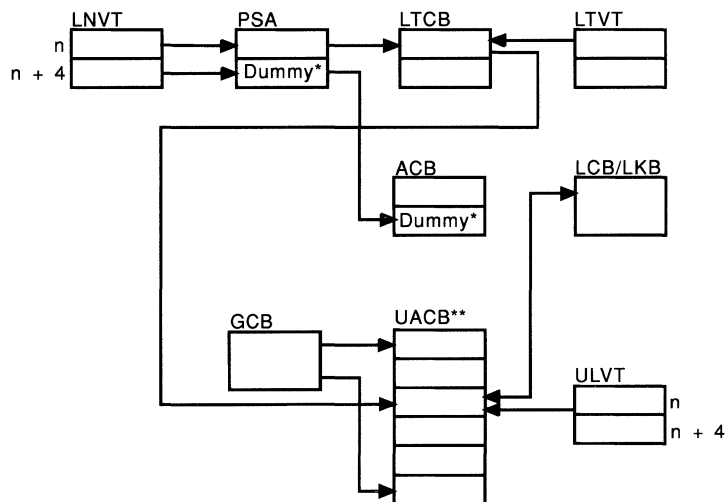 LNVT PSA LTCB LTVT
n
n + 4 Dummy*
ACB LCB/LKB
Dummy*
GCB UACB**
ULVT
n
n + 4